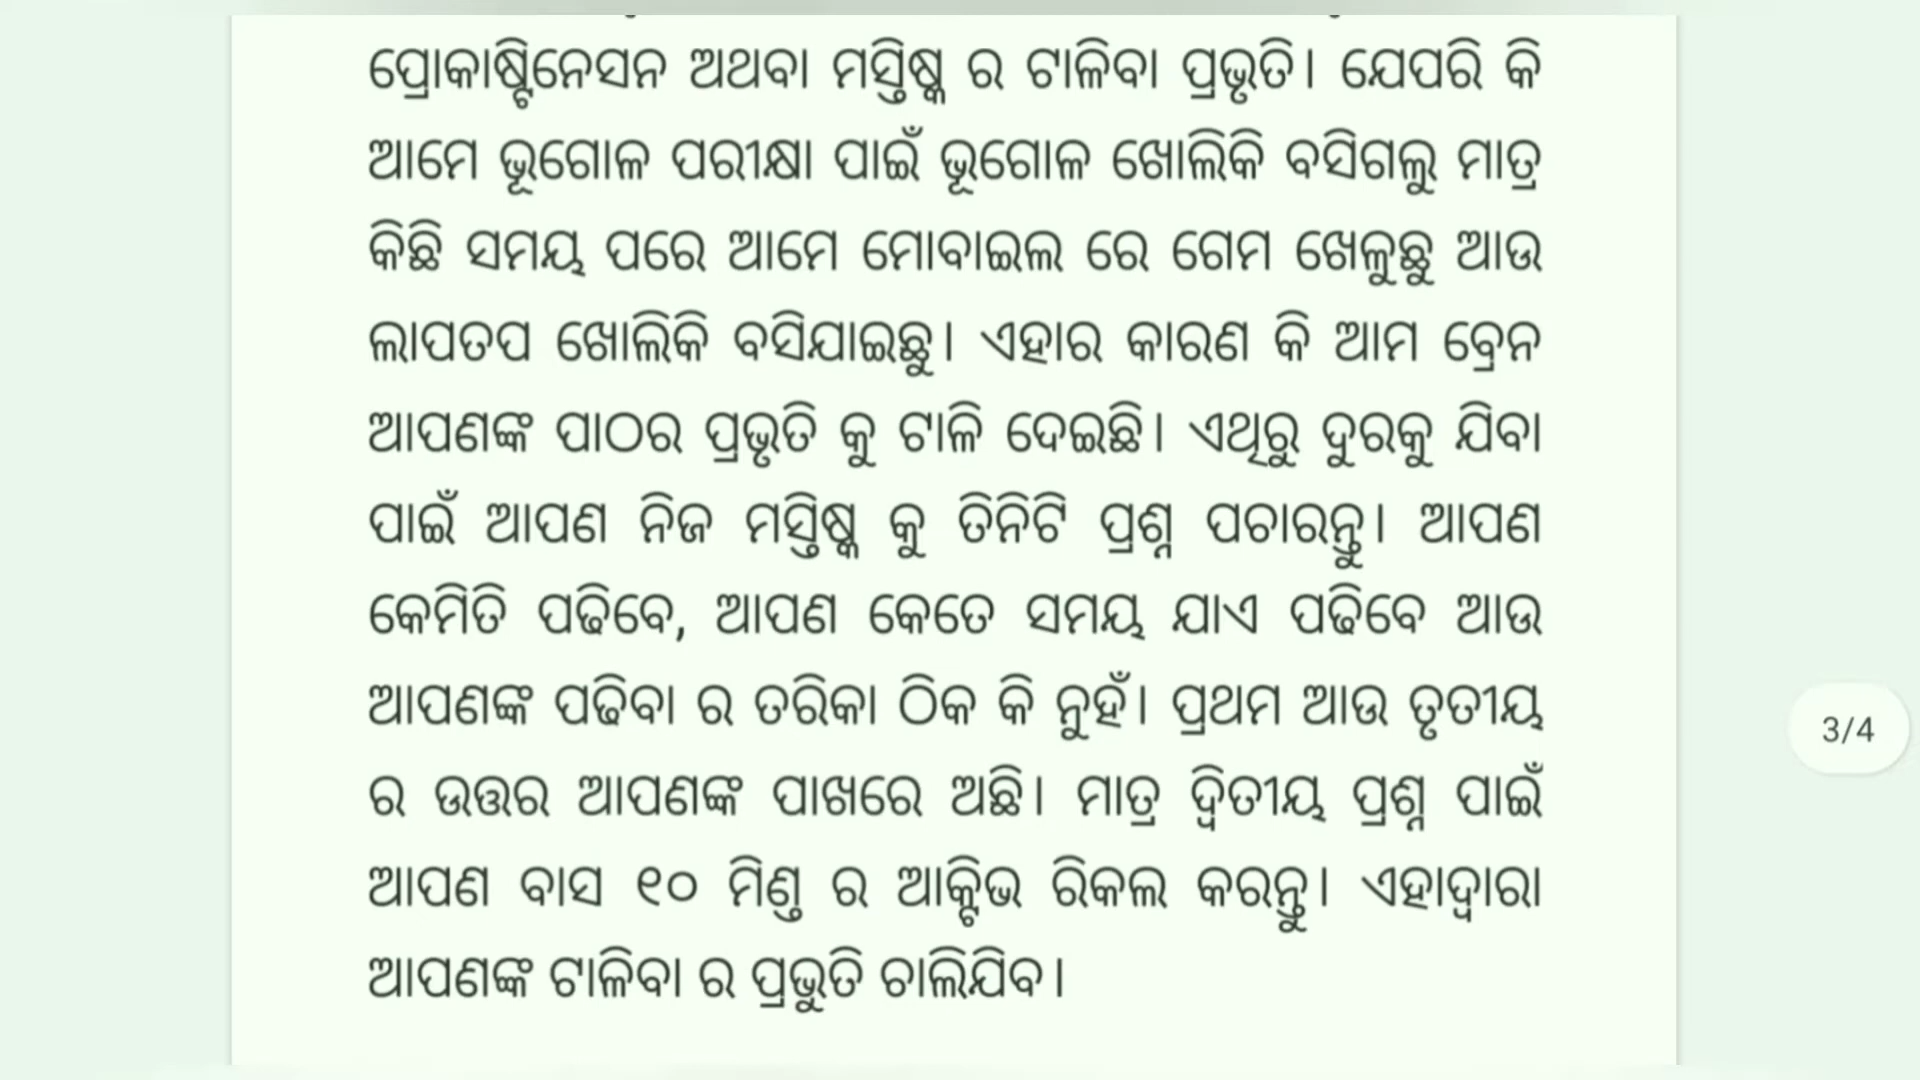 ପ୍ରୋକାଷ୍ଟିନେସନ ଅଥବା ମସ୍ତିଷ୍କ ର ଟାଳିବା ପ୍ରଭୃତି। ଯେପରି କି
ଆମେ ଭୂଗୋଳ ପରୀକ୍ଷା ପାଇଁ ଭୂଗୋଳ ଖୋଲିକି ବସିଗଲୁ ମାତ୍ର
କିଛି ସମୟ ପରେ ଆମେ ମୋବାଇଲ ରେ ଗେମ ଖେଳୁଛୁ ଆଉ
ଲାପତପ ଖୋଲିକି ବସିଯାଇଛୁ। ଏହାର କାରଣ କି ଆମ ବ୍ରେନ
ଆପଣଙ୍କ ପାଠର ପ୍ରଭୃତି କୁ ଟାଳି ଦେଇଛି। ଏଥିରୁ ଦୁରକୁ ଯିବା
ପାଇଁ ଆପଣ ନିଜ ମସ୍ତିଷ୍କ କୁ ତିନିଟି ପ୍ରଶ୍ନ ପଚାରନ୍ତୁ। ଆପଣ
କେମିତି ପଢିବେ, ଆପଣ କେତେ ସମୟ ଯାଏ ପଢିବେ ଆଉ
ଆପଣଙ୍କ ପଢିବା ର ତରିକା ଠିକ କି ନୁହଁ। ପ୍ରଥମ ଆଉ ତୃତୀୟ
ର ଉତ୍ତର ଆପଣଙ୍କ ପାଖରେ ଅଛି। ମାତ୍ର ଦ୍ୱିତୀୟ ପ୍ରଶ୍ନ ପାଇଁ
ଆପଣ ବାସ ୧୦ ମିଣ୍ଟ ର ଆକ୍ଟିଭ ରିକଲ କରନ୍ତୁ। ଏହାଦ୍ୱାରା
ଆପଣଙ୍କ ଟାଳିବା ର ପ୍ରଭୁତି ଚାଲିଯିବ।
3/4